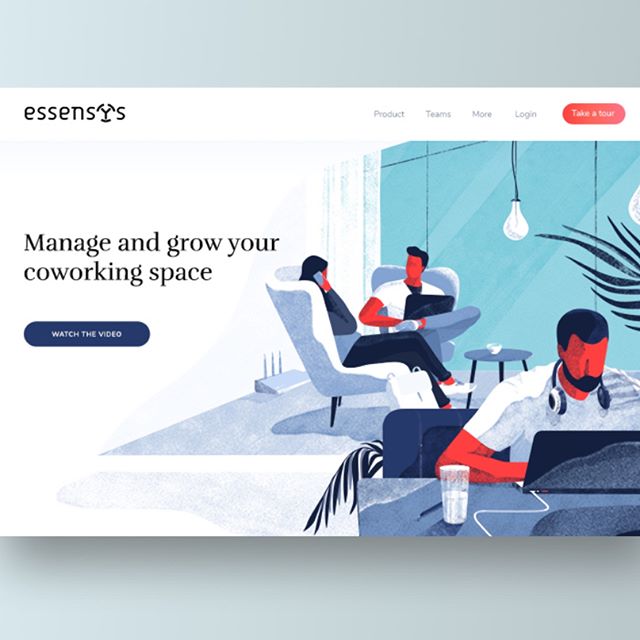 essensys
Product Teams More Login Take a tour
Manage and grow your
coworking space
WATCH THE VIDEO